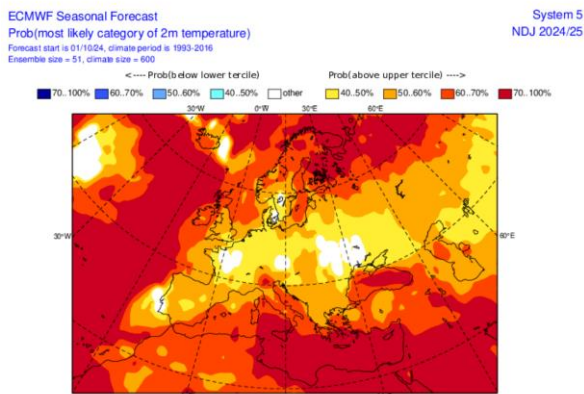 ECMWF Seasonal Forecast
System 5
Prob(most likely category of 2m temperature)
NDJ 2024/25
Forecast start is 01/10/24, climate period is 1993-2016
Ensemble size = 51, climate size = 600
<---- Prob(below lower tercile)
Prob(above upper tercile) ---->
70..100%
60..70%
50..60%
40..50%
other
40..50%
50..60%
60..70%
70..100%
30°W
0°W
30°E
60°E
30°W
60°E